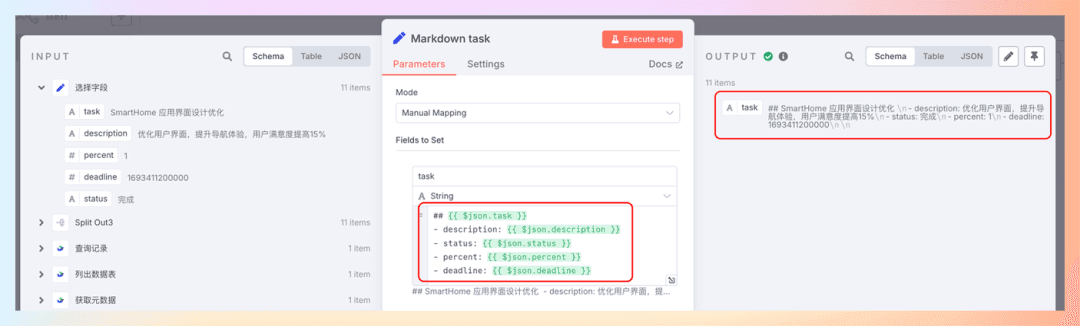 INPUT
Schema
Table
JSON
选择字段
11 items
A task SmartHome 应用界面设计优化
A description 优化用户界面，提升导航体验，用户满意度提高15%
# percent 1
# deadline 1693411200000
A status 完成
Split Out3
11 items
查询记录
1 item
列出数据表
1 item
获取元数据
1 item
Markdown task
Execute step
Parameters
Settings
Docs
Mode
Manual Mapping
Fields to Set
task
A String
## {{ $json.task }}
- description: {{ $json.description }}
- status: {{ $json.status }}
- percent: {{ $json.percent }}
- deadline: {{ $json.deadline }}
## SmartHome 应用界面设计优化 - description: 优化用户界面，提...
OUTPUT
Schema
Table
JSON
11 items
A task ## SmartHome 应用界面设计优化 \n - description: 优化用户界面，提升导
航体验，用户满意度提高15%\n - status: 完成\n - percent: 1\n - deadline:
1693411200000\n \n